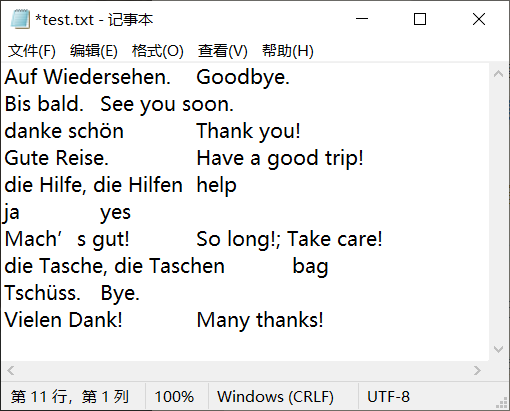 *test.txt - 记事本
文件(F) 编辑(E) 格式(O) 查看(V) 帮助(H)
Auf Wiedersehen. Goodbye.
Bis bald. See you soon.
danke schön Thank you!
Gute Reise. Have a good trip!
die Hilfe, die Hilfen help
ja yes
Mach’s gut! So long!; Take care!
die Tasche, die Taschen bag
Tschüss. Bye.
Vielen Dank! Many thanks!
第 11 行，第 1 列 100% Windows (CRLF) UTF-8